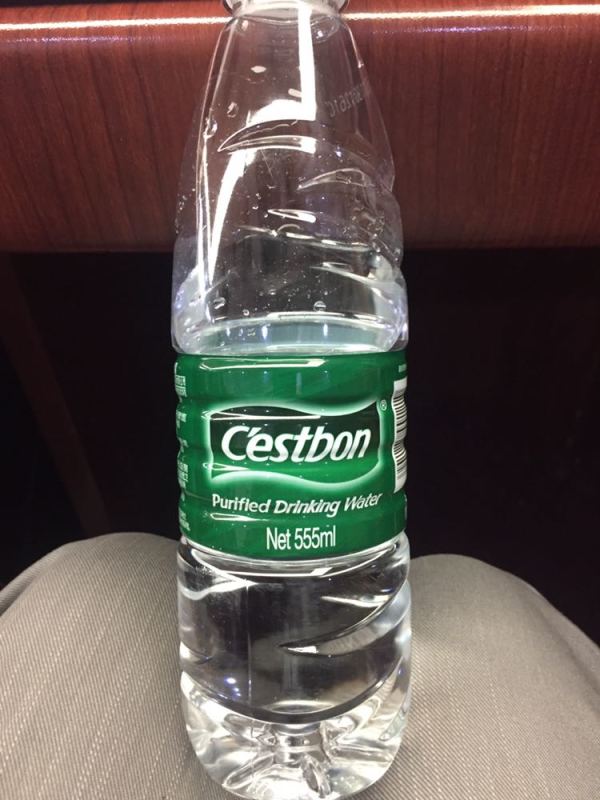 C'estbon
®
Purified Drinking Water
Net 555ml